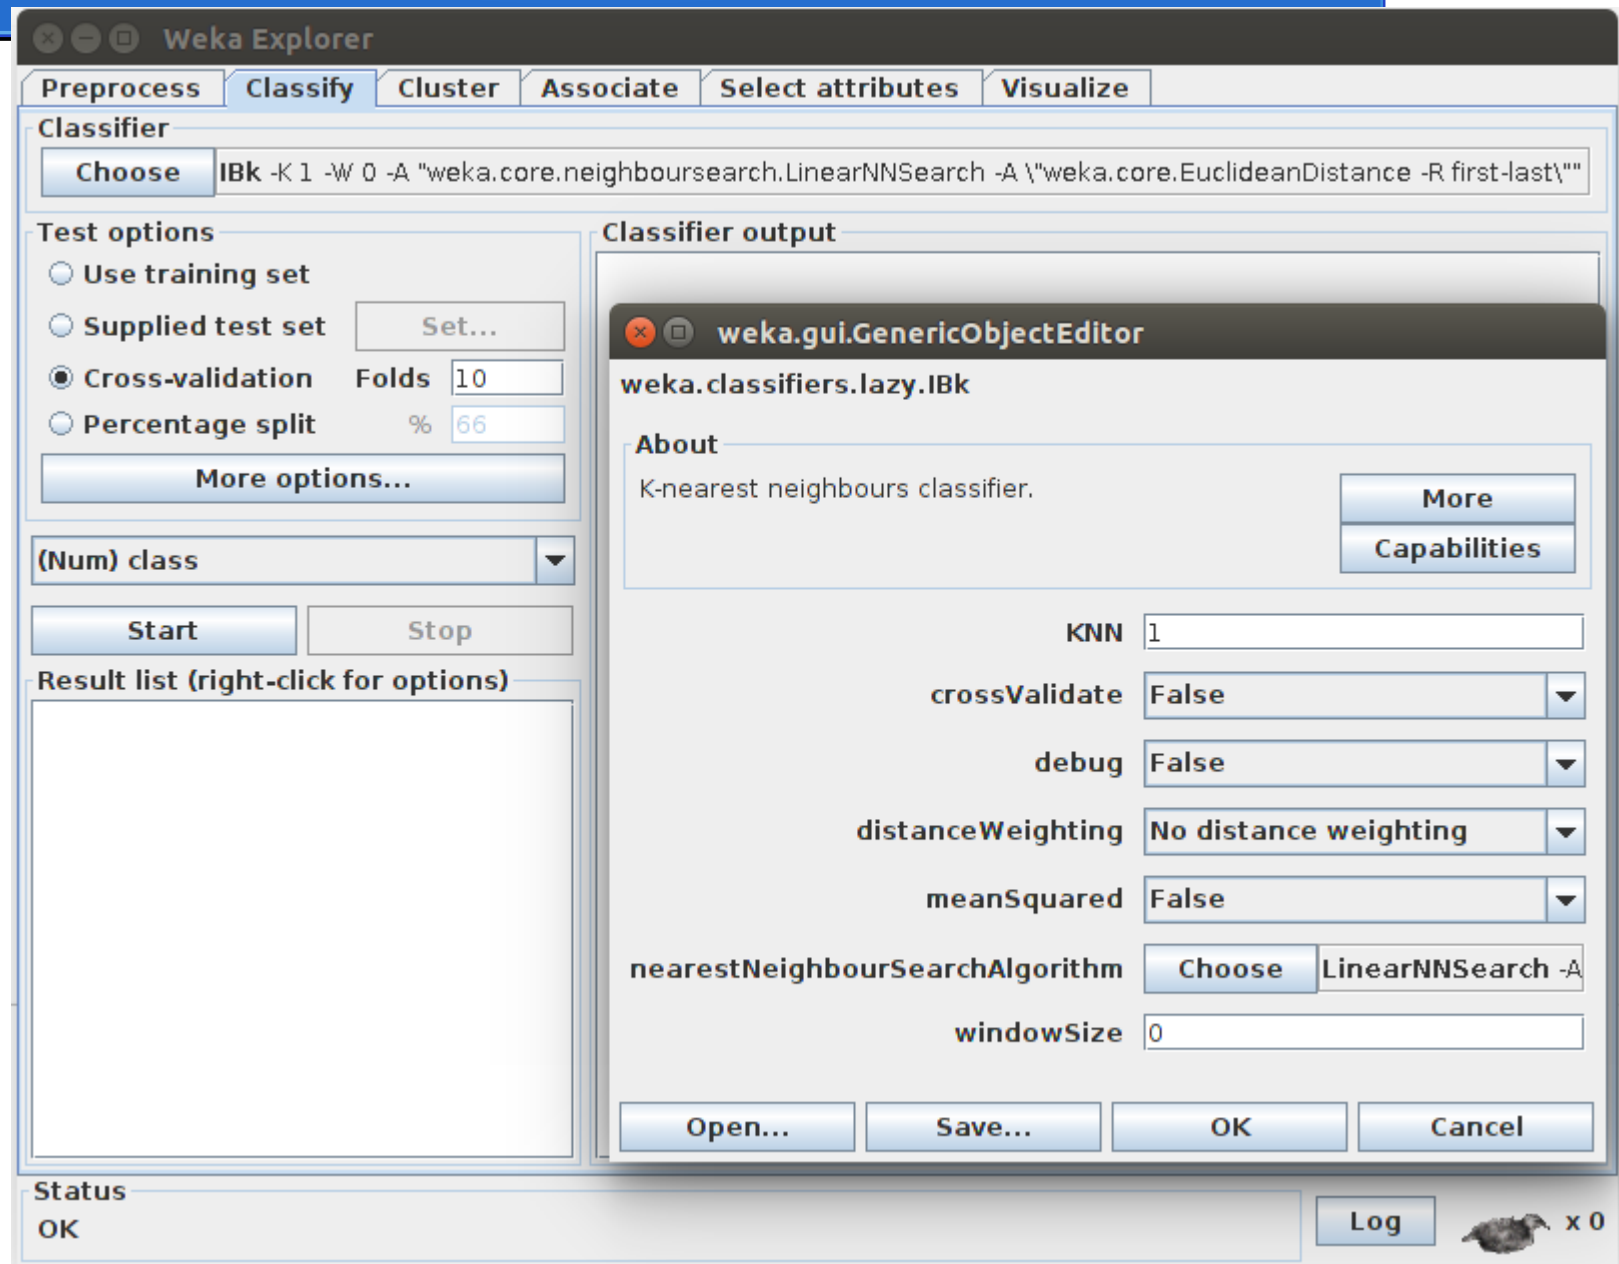 Weka Explorer
Preprocess Classify Cluster Associate Select attributes Visualize
Classifier
Choose IBk -K 1 -W 0 -A "weka.core.neighboursearch.LinearNNSearch -A \"weka.core.EuclideanDistance -R first-last\""
Test options
Use training set
Supplied test set Set...
Cross-validation Folds 10
Percentage split % 66
More options...
(Num) class
Start Stop
Result list (right-click for options)
Classifier output
weka.gui.GenericObjectEditor
weka.classifiers.lazy.IBk
About
K-nearest neighbours classifier.
More
Capabilities
KNN 1
crossValidate False
debug False
distanceWeighting No distance weighting
meanSquared False
nearestNeighbourSearchAlgorithm Choose LinearNNSearch -A
windowSize 0
Open... Save... OK Cancel
Status
OK
Log x 0